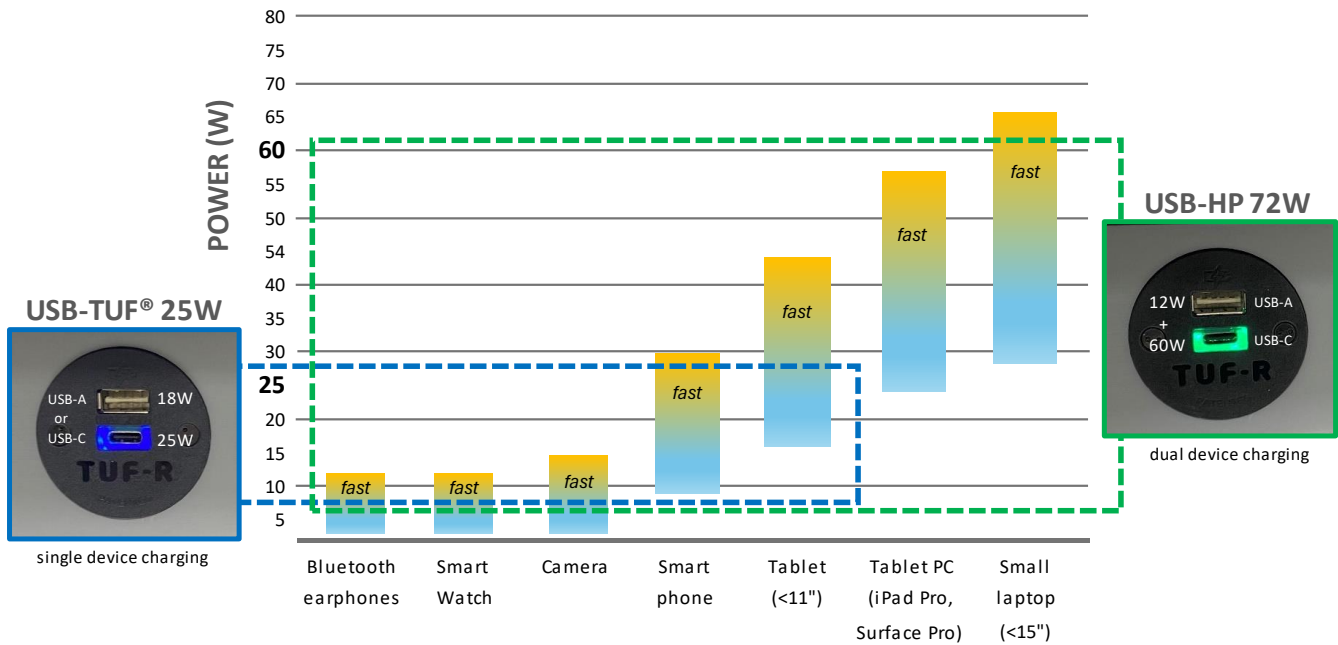 80
75
70
65
60
55
50
54
40
35
30
25
20
15
10
5
POWER (W)
fast
fast
fast
fast
fast
fast
fast
Bluetooth
earphones
Smart
Watch
Camera
Smart
phone
Tablet
(<11")
Tablet PC
(iPad Pro,
Surface Pro)
Small
laptop
(<15")
USB-TUF® 25W
USB-A
18W
or
USB-C
25W
TUF-R
single device charging
USB-HP 72W
12W
USB-A
+
60W
USB-C
TUF-R
dual device charging